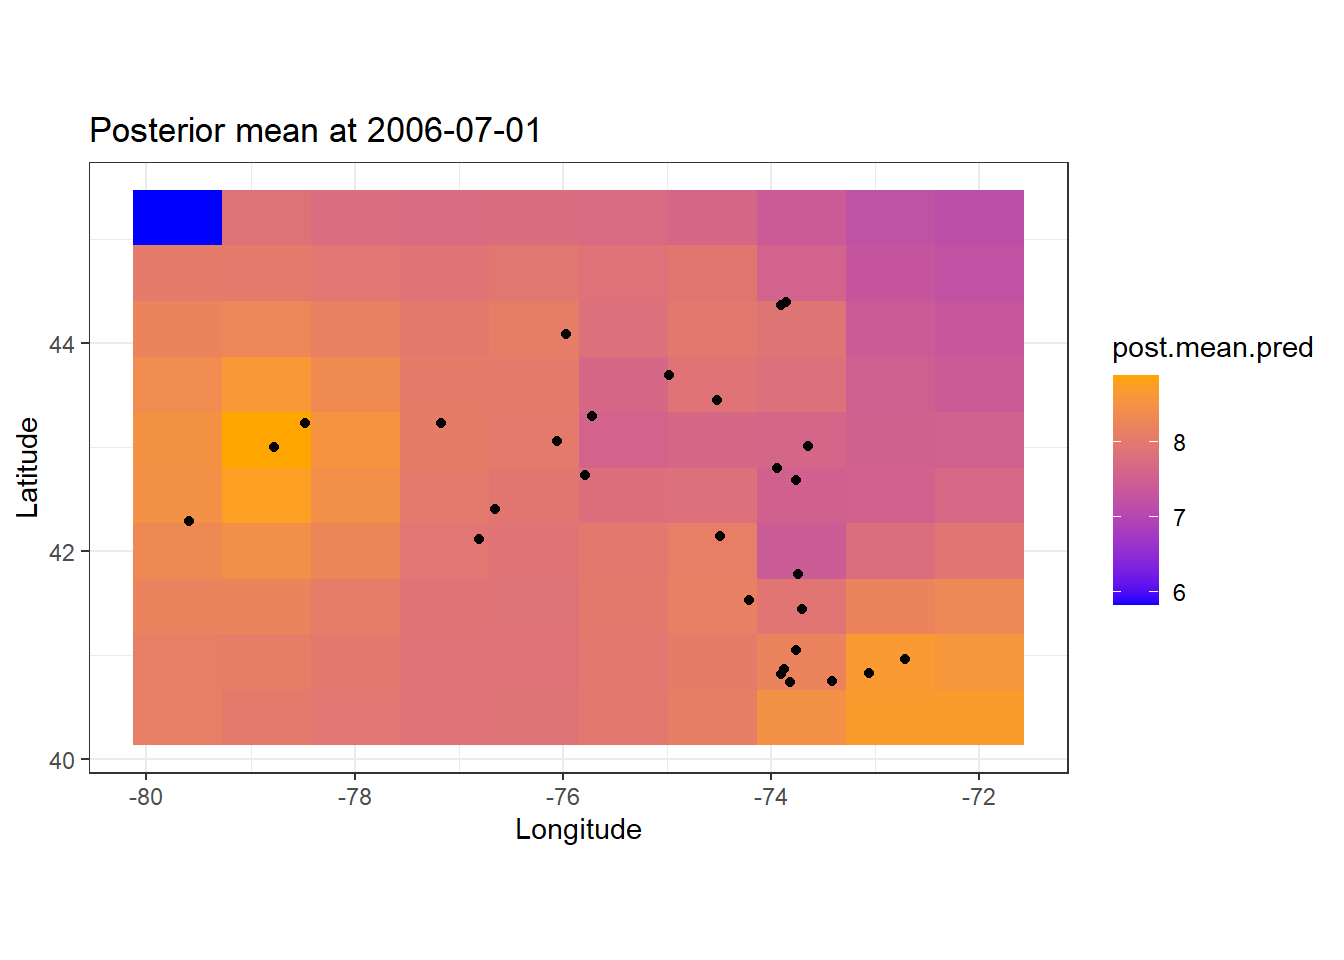 Posterior mean at 2006-07-01
post.mean.pred
8
7
6
44
42
40
Latitude
-80 -78 -76 -74 -72
Longitude